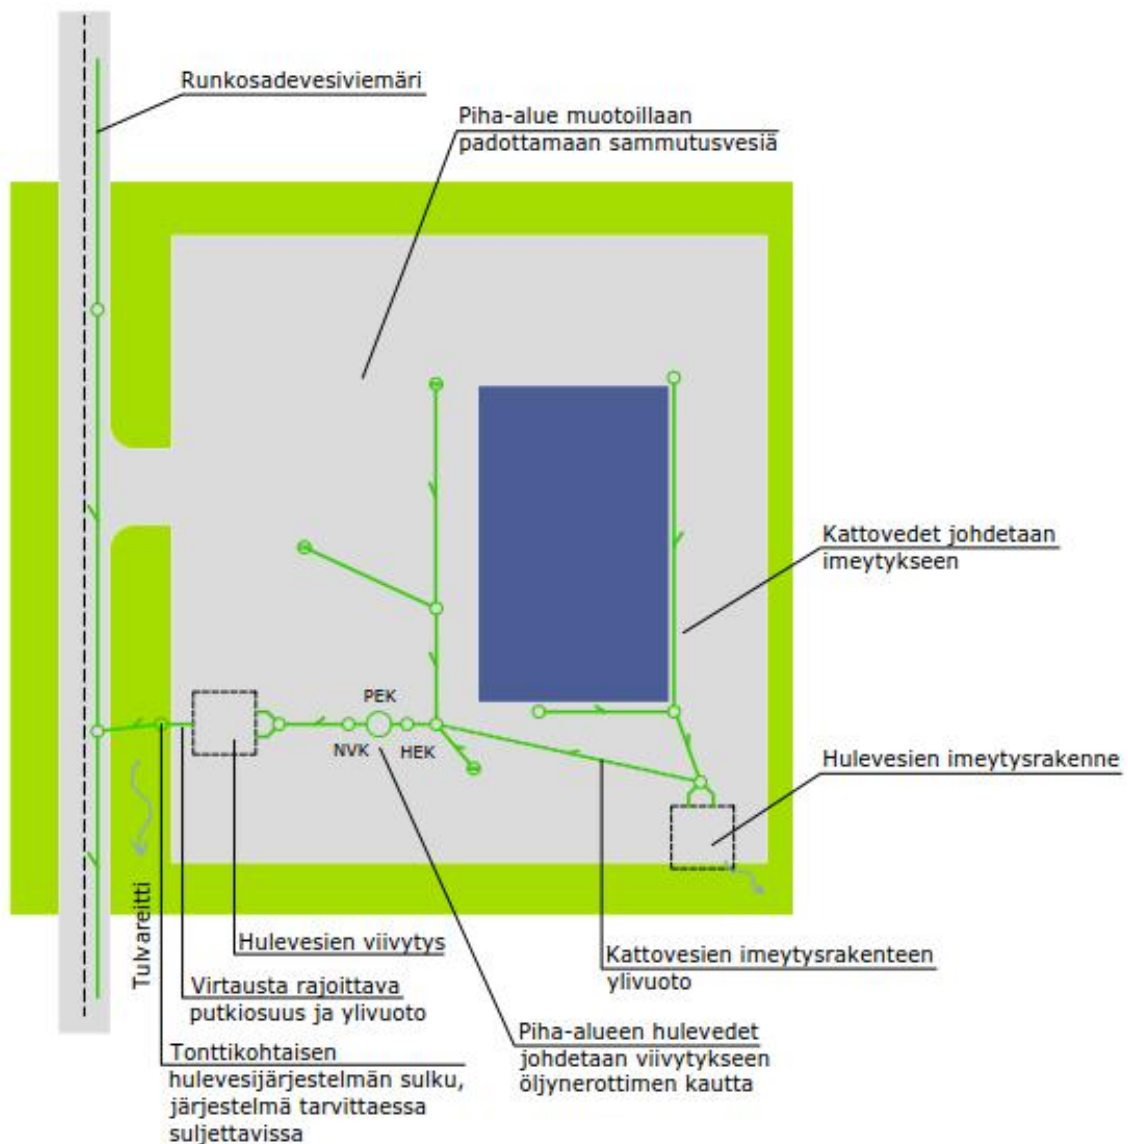 Runkosadevesiviemäri
Piha-alue muotoillaan
padottamaan sammutusvesiä
Kattovedet johdetaan
imeytykseen
PEK
NVK
HEK
Hulevesien imeytysrakenne
Tulvareitti
Hulevesien viivytys
Kattovesien imeytysrakenteen
ylivuoto
Virtausta rajoittava
putkiosuus ja ylivuoto
Piha-alueen hulevedet
johdetaan viivytykseen
öljynerottimen kautta
Tonttikohtaisen
hulevesijärjestelmän sulku,
järjestelmä tarvittaessa
suljettavissa